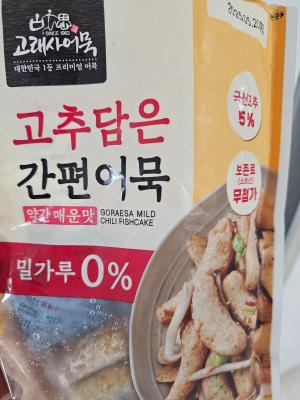 SINCE 1963
고래사어묵
대한민국 1등 프리미엄 어묵
고추담은
간편어묵
약간매운맛
GORAESA MILD
CHILI FISHCAKE
밀가루 0%
국산고추
5%
보존료
무첨가